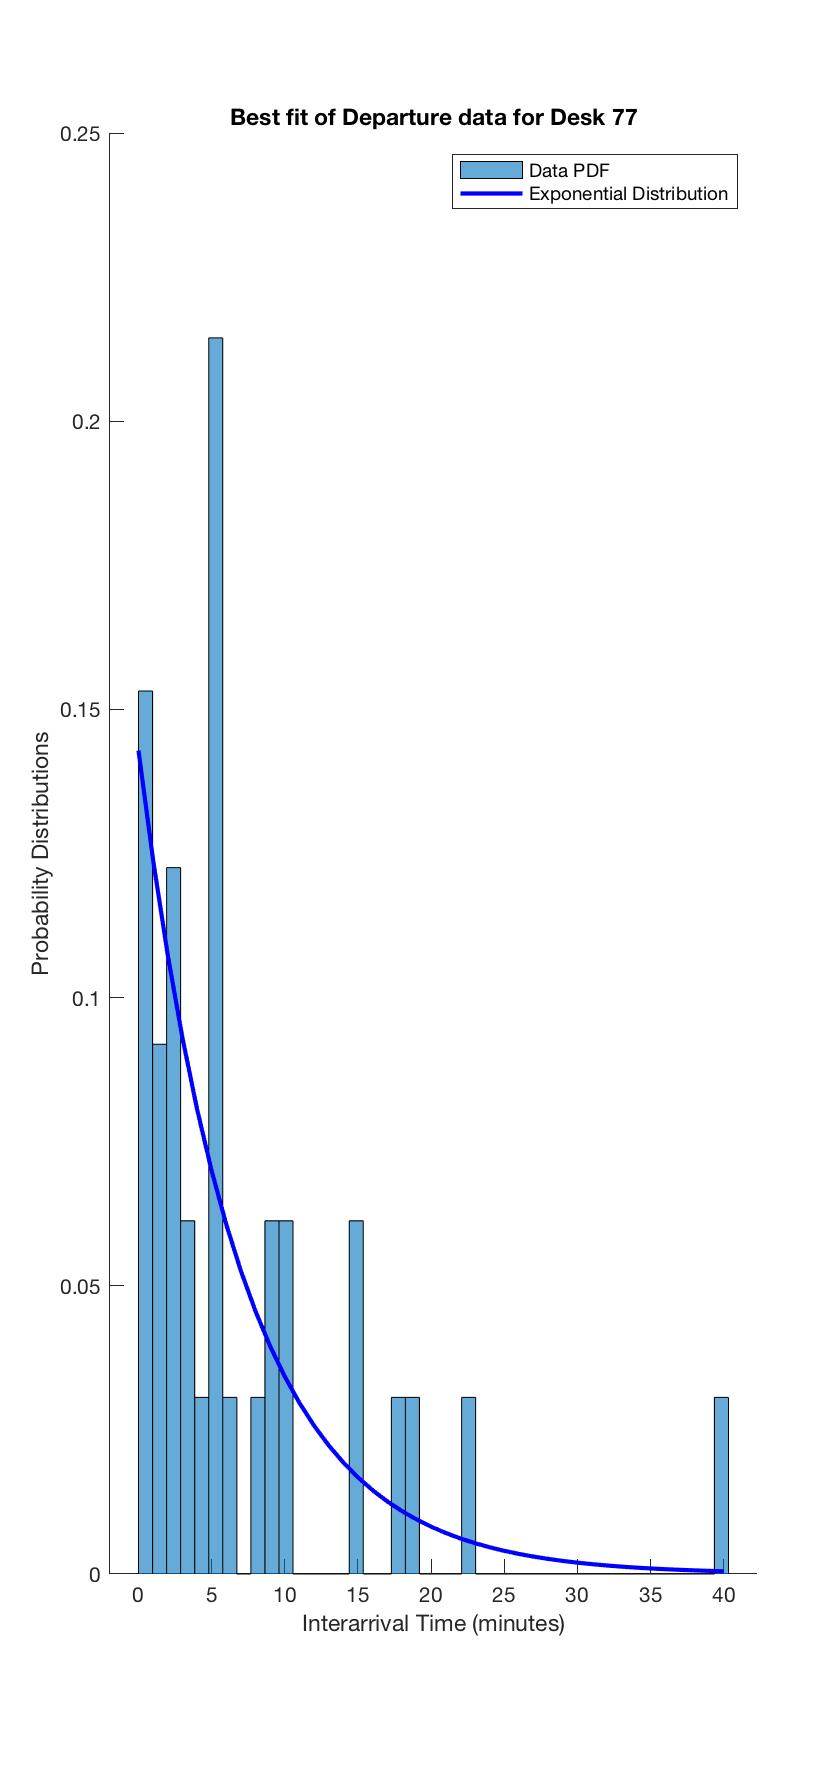 Best fit of Departure data for Desk 77
Data PDF
Exponential Distribution
0.25
0.2
0.15
0.1
0.05
0
Probability Distributions
0 5 10 15 20 25 30 35 40
Interarrival Time (minutes)